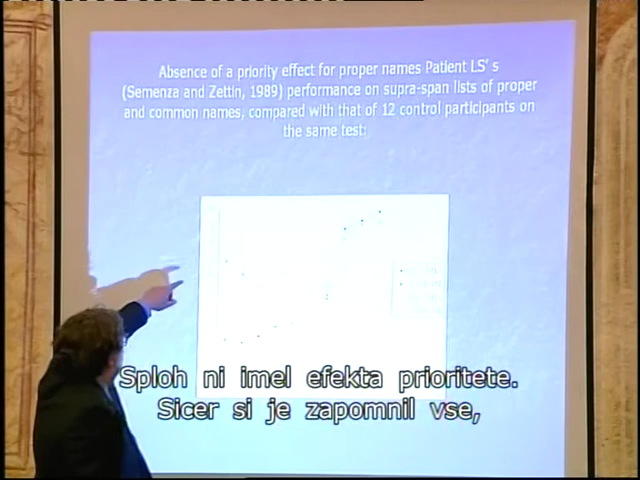 Absence of a priority effect for proper names Patient LS' s
(Semenza and Zettin, 1989) performance on supra-span lists of proper
and common names, compared with that of 12 control participants on
the same test:
Sploh ni imel efekta prioritete.
Sicer si je zapomnil vse,